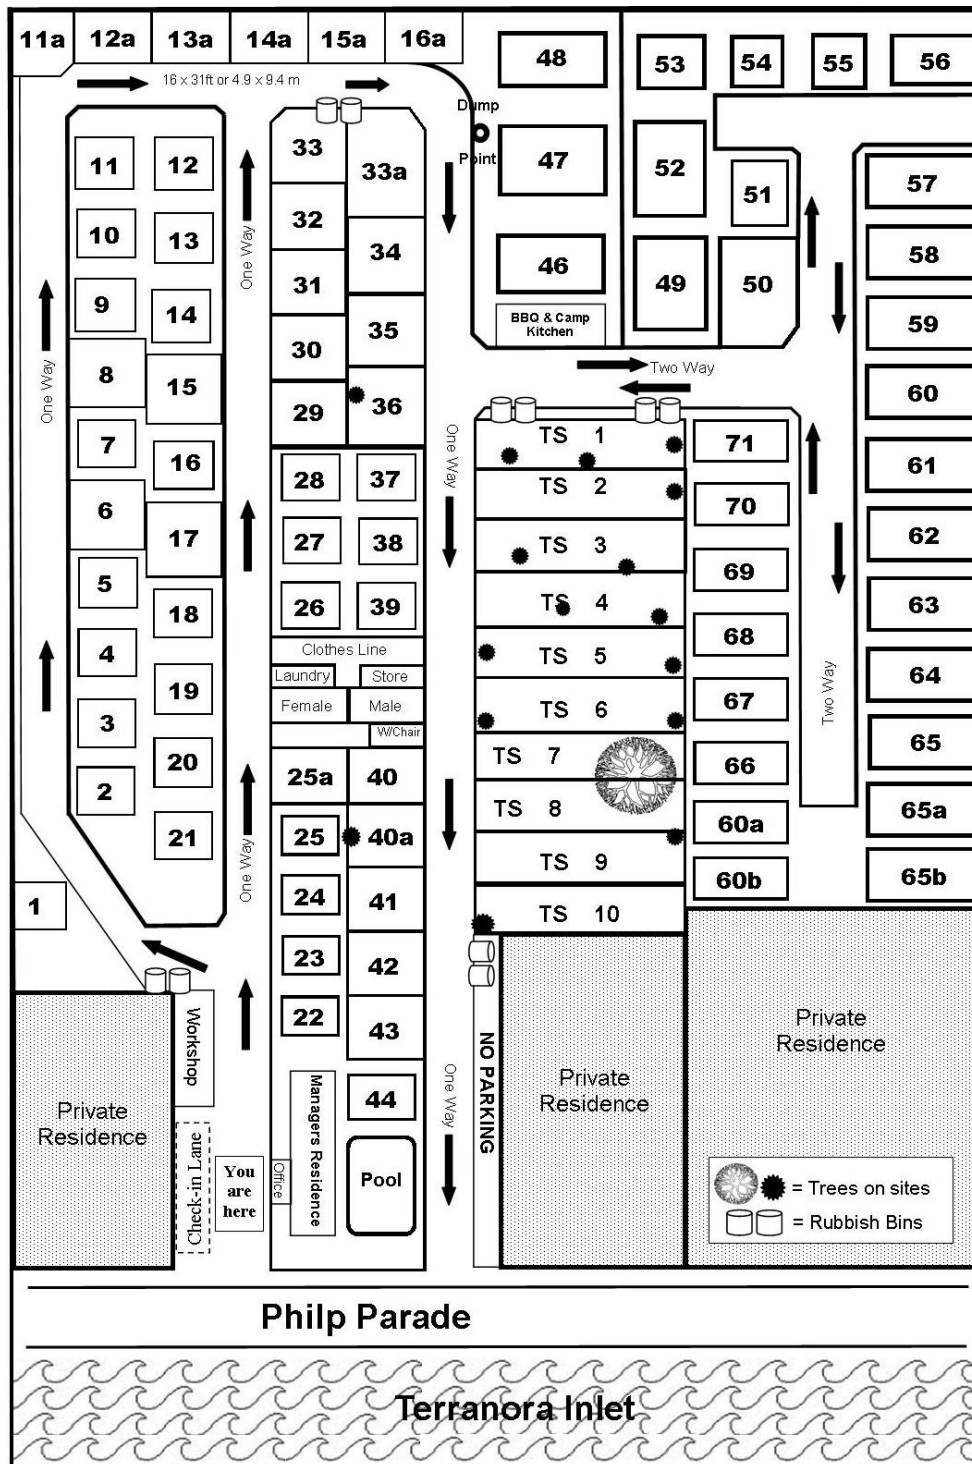 11a 12a 13a 14a 15a 16a
16 x 31ft or 4.9 x 9.4 m
48
53 54 55 56
Dump
Point
47
52
51
46
49
50
BBQ & Camp
Kitchen
11 12
10 13
9 14
8 15
7 16
6 17
5 18
4 19
3 20
2 21
1
One Way
One Way
One Way
33 33a
32 34
31 35
30 36
29
28 37
27 38
26 39
Clothes Line
Laundry Store
Female Male
W/Chair
25a 40
25 40a
24 41
23 42
22 43
44
Managers Residence
Office
Pool
One Way
One Way
Two Way
TS 1
TS 2
TS 3
TS 4
TS 5
TS 6
TS 7
TS 8
TS 9
TS 10
71
70
69
68
67
66
60a
60b
Two Way
57
58
59
60
61
62
63
64
65
65a
65b
Workshop
Private
Residence
Check-in Lane
You
are
here
NO PARKING
Private
Residence
Private
Residence
= Trees on sites
= Rubbish Bins
Philp Parade
Terranora Inlet